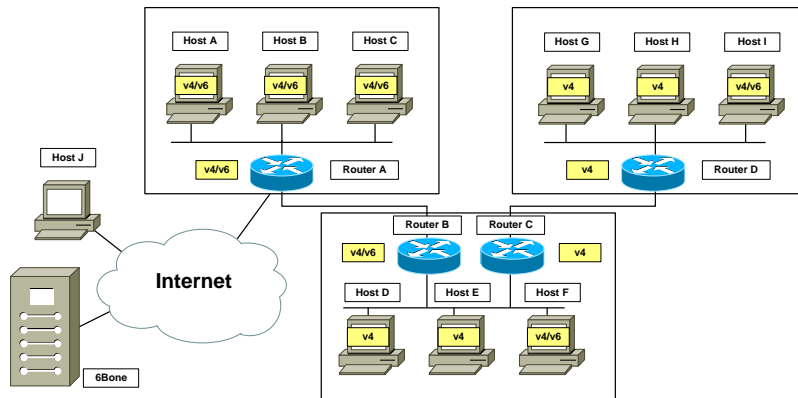 Host A Host B Host C
v4/v6 v4/v6 v4/v6
v4/v6 Router A
Host G Host H Host I
v4 v4 v4/v6
v4 Router D
Host J
Internet
6Bone
Router B Router C
v4/v6 v4
Host D Host E Host F
v4 v4 v4/v6